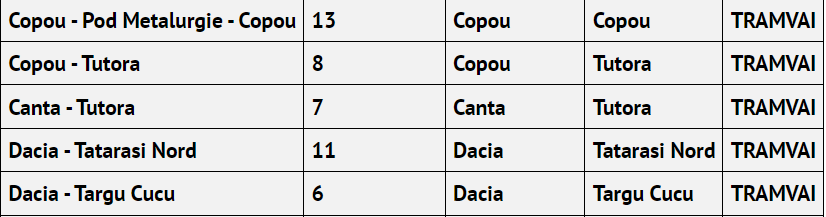 Copou - Pod Metalurgie - Copou 13 Copou Copou TRAMVAI
Copou - Tutora 8 Copou Tutora TRAMVAI
Canta - Tutora 7 Canta Tutora TRAMVAI
Dacia - Tatarasi Nord 11 Dacia Tatarasi Nord TRAMVAI
Dacia - Targu Cucu 6 Dacia Targu Cucu TRAMVAI